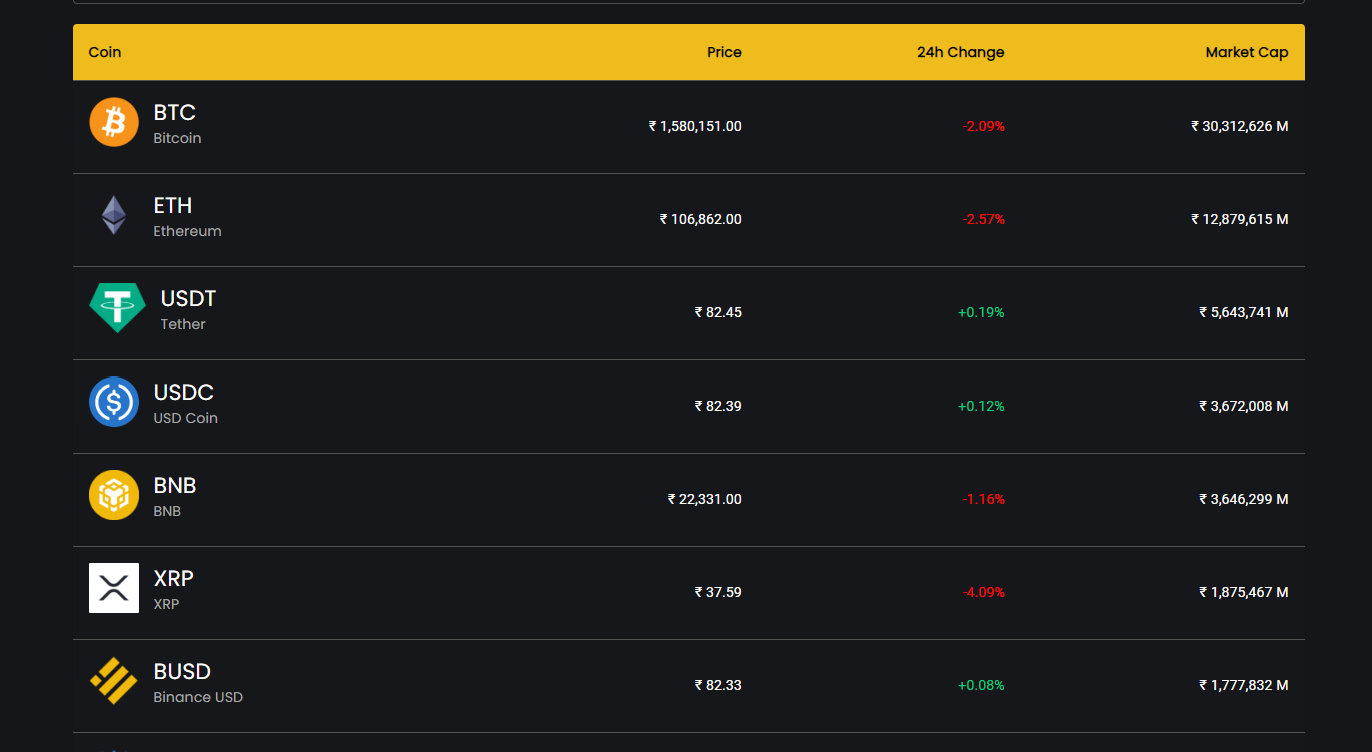 Coin Price 24h Change Market Cap
BTC
Bitcoin
₹ 1,580,151.00 -2.09% ₹ 30,312,626 M
ETH
Ethereum
₹ 106,862.00 -2.57% ₹ 12,879,615 M
USDT
Tether
₹ 82.45 +0.19% ₹ 5,643,741 M
USDC
USD Coin
₹ 82.39 +0.12% ₹ 3,672,008 M
BNB
BNB
₹ 22,331.00 -1.16% ₹ 3,646,299 M
XRP
XRP
₹ 37.59 -4.09% ₹ 1,875,467 M
BUSD
Binance USD
₹ 82.33 +0.08% ₹ 1,777,832 M